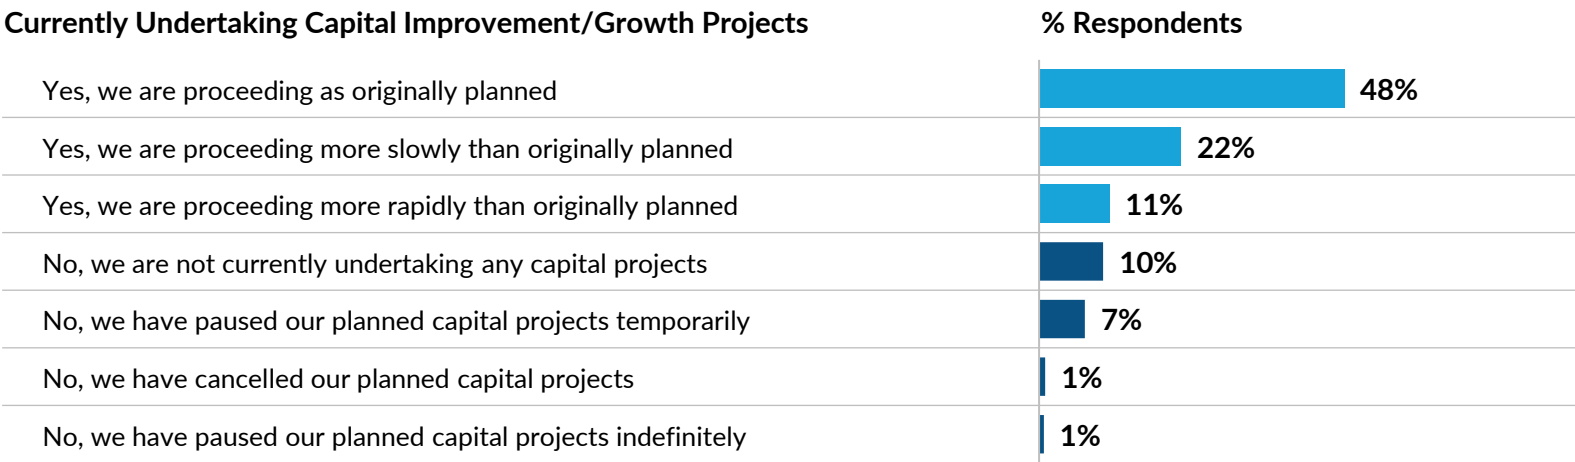 Currently Undertaking Capital Improvement/Growth Projects % Respondents
Yes, we are proceeding as originally planned 48%
Yes, we are proceeding more slowly than originally planned 22%
Yes, we are proceeding more rapidly than originally planned 11%
No, we are not currently undertaking any capital projects 10%
No, we have paused our planned capital projects temporarily 7%
No, we have cancelled our planned capital projects 1%
No, we have paused our planned capital projects indefinitely 1%